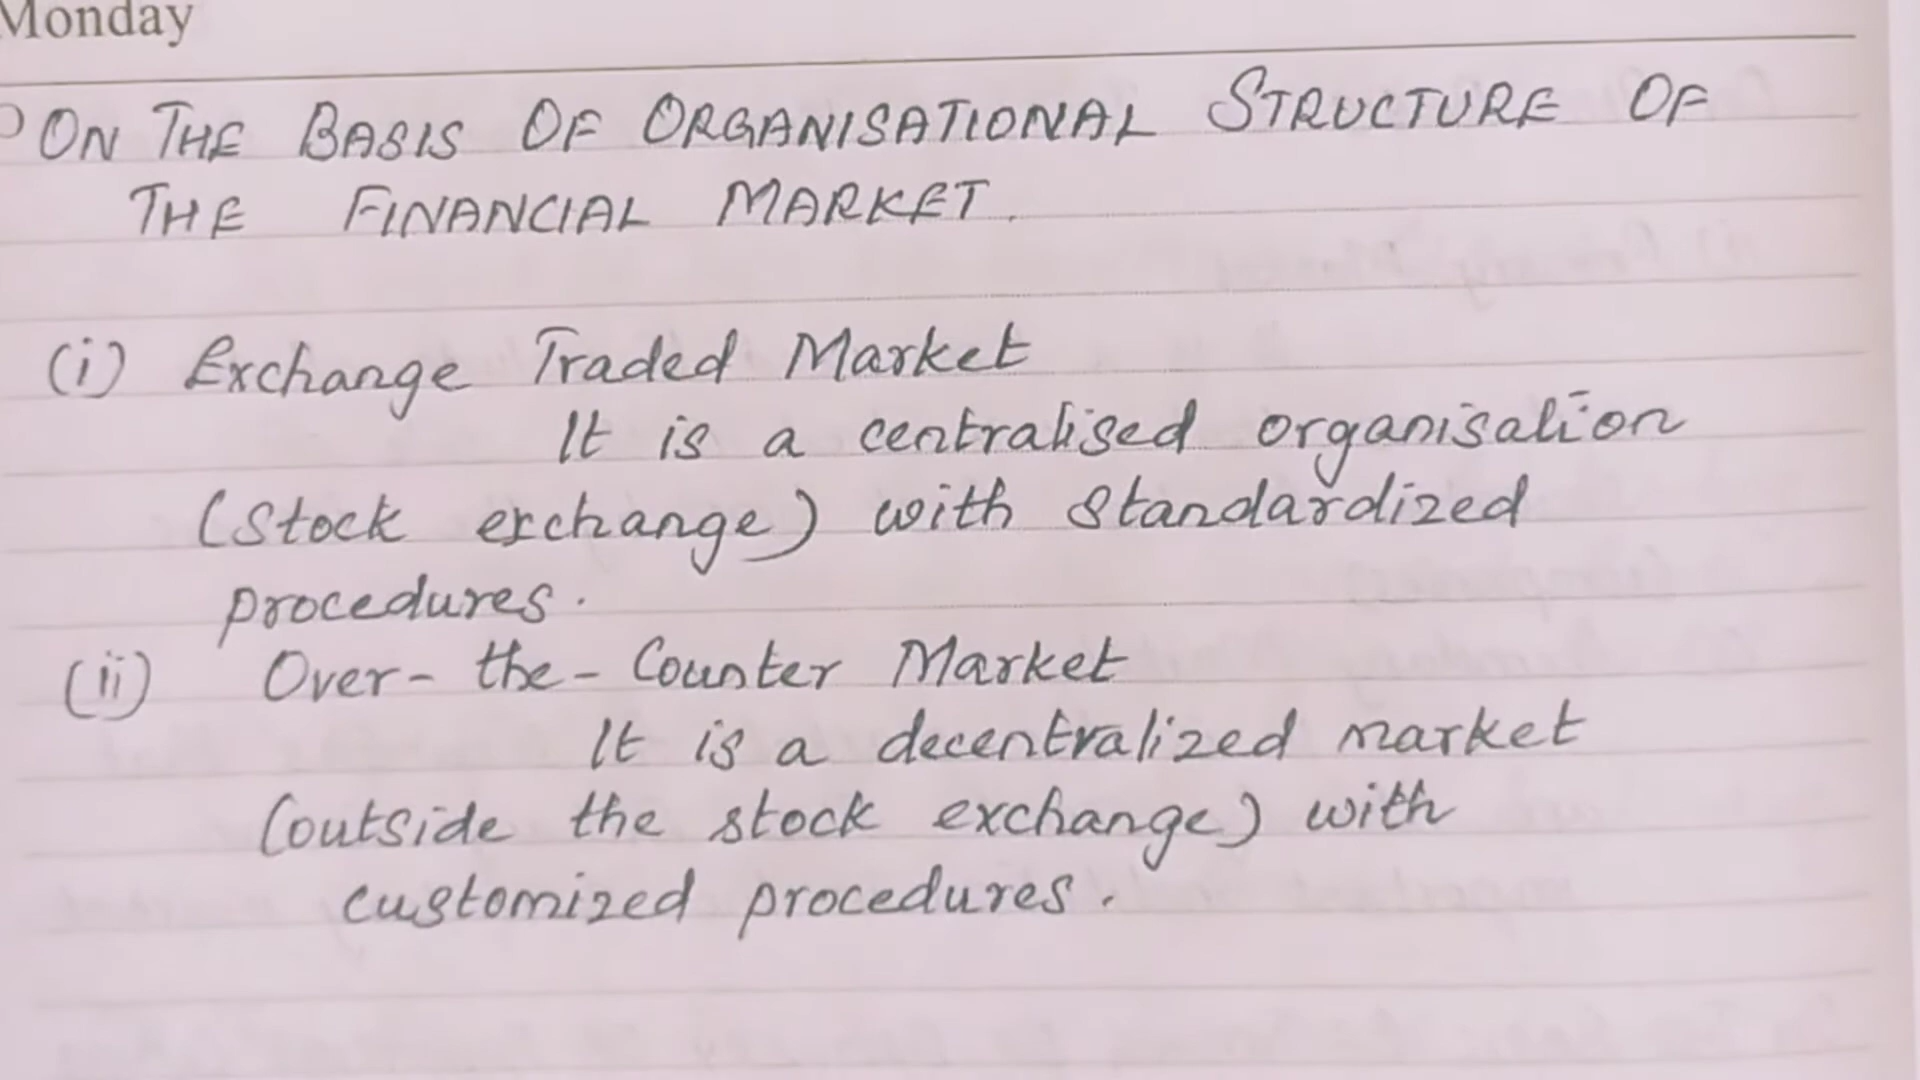 Monday
ON THE BASIS OF ORGANISATIONAL STRUCTURE OF
THE FINANCIAL MARKET.
(i) Exchange Traded Market
It is a centralised organisation
(Stock exchange) with standardized
procedures.
(ii) Over-the-Counter Market
It is a decentralized market
(outside the stock exchange) with
customized procedures.